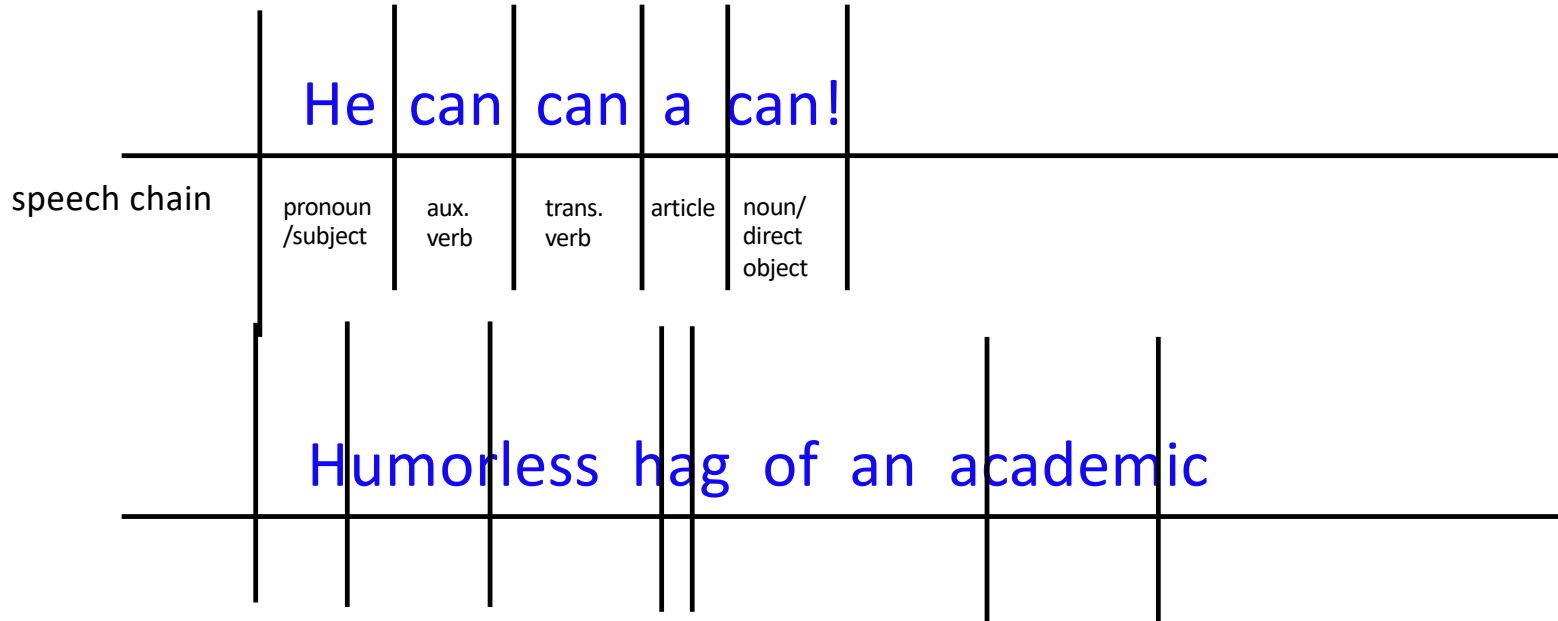 He can can a can!
speech chain
pronoun /subject
aux. verb
trans. verb
article
noun/ direct object
Humorless hag of an academic